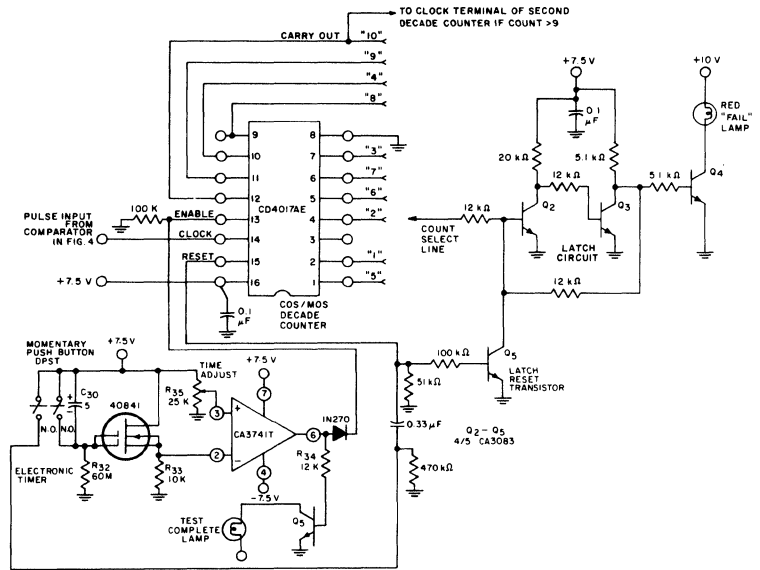 TO CLOCK TERMINAL OF SECOND
DECADE COUNTER IF COUNT >9
CARRY OUT "10"
"9"
"4"
"8"
+7.5 V
+10 V
0.1
μF
RED
"FAIL"
LAMP
20 kΩ
5.1 kΩ
9
8
10
7
"3"
11
6
"7"
12
5
"6"
CD4017AE
100 K
ENABLE
13
4
"2"
PULSE INPUT
FROM
COMPARATOR
IN FIG. 4
CLOCK
14
3
RESET
15
2
"1"
+7.5 V
16
1
"5"
0.1
μF
COS/MOS
DECADE
COUNTER
12 kΩ
COUNT
SELECT
LINE
Q2
12 kΩ
Q3
LATCH
CIRCUIT
5.1 kΩ
Q4
12 kΩ
MOMENTARY
PUSH BUTTON
DPST
+7.5V
N.O.
N.O.
C30
5
+
−
40841
TIME
ADJUST
R35
25 K
+7.5 V
7
3
+
CA3741T
2
−
6
4
−7.5 V
1N270
R34
12 K
ELECTRONIC
TIMER
R32
60M
R33
10K
TEST
COMPLETE
LAMP
Q5
51 kΩ
100 kΩ
Q5
LATCH
RESET
TRANSISTOR
0.33μF
470 kΩ
Q2–Q5
4/5 CA3083